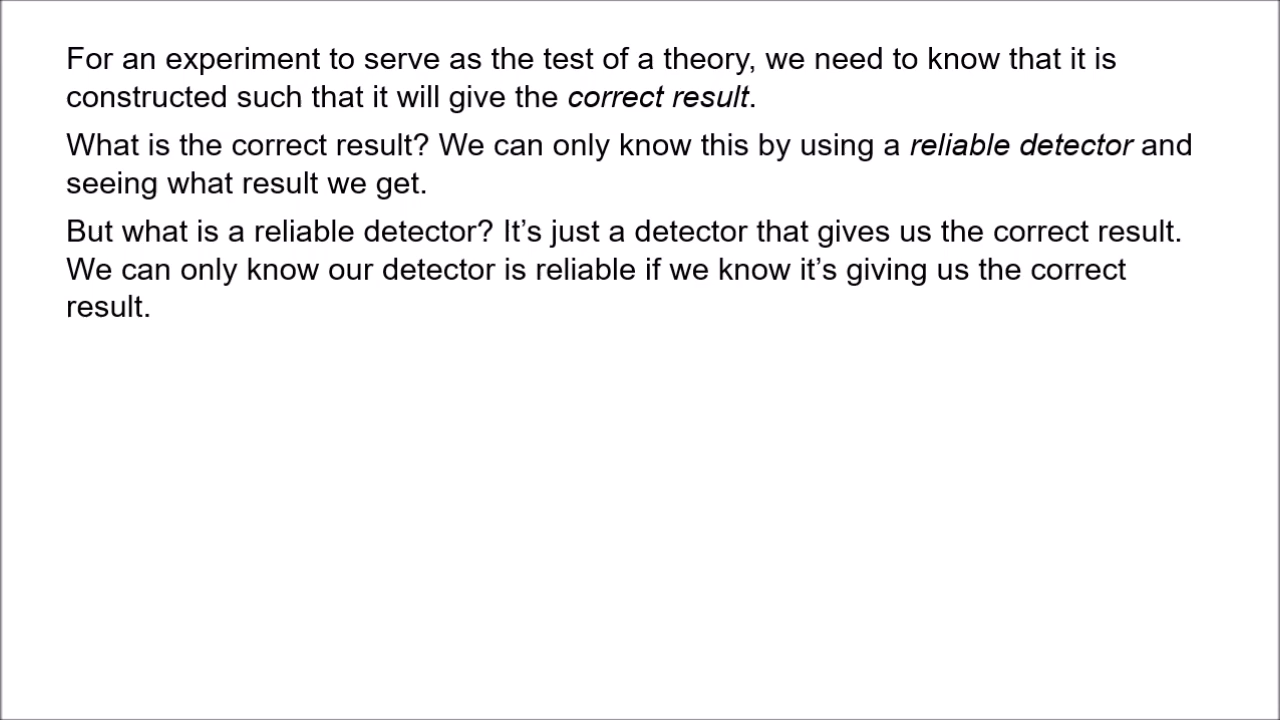 For an experiment to serve as the test of a theory, we need to know that it is
constructed such that it will give the correct result.
What is the correct result? We can only know this by using a reliable detector and
seeing what result we get.
But what is a reliable detector? It’s just a detector that gives us the correct result.
We can only know our detector is reliable if we know it’s giving us the correct
result.